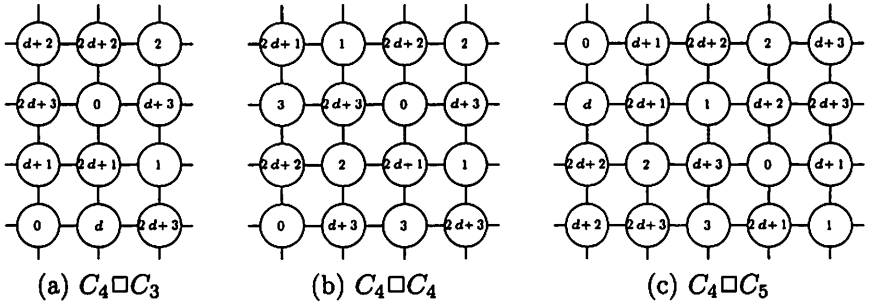 d+2 2d+2 2
2d+3 0 d+3
d+1 2d+1 1
0 d 2d+3
(a) C₄□C₃
2d+1 1 2d+2 2
3 2d+3 0 d+3
2d+2 2 2d+1 1
0 d+3 3 2d+3
(b) C₄□C₄
0 d+1 2d+2 2 d+3
d 2d+1 1 d+2 2d+3
2d+2 2 d+3 0 d+1
d+2 2d+3 3 2d+1 1
(c) C₄□C₅